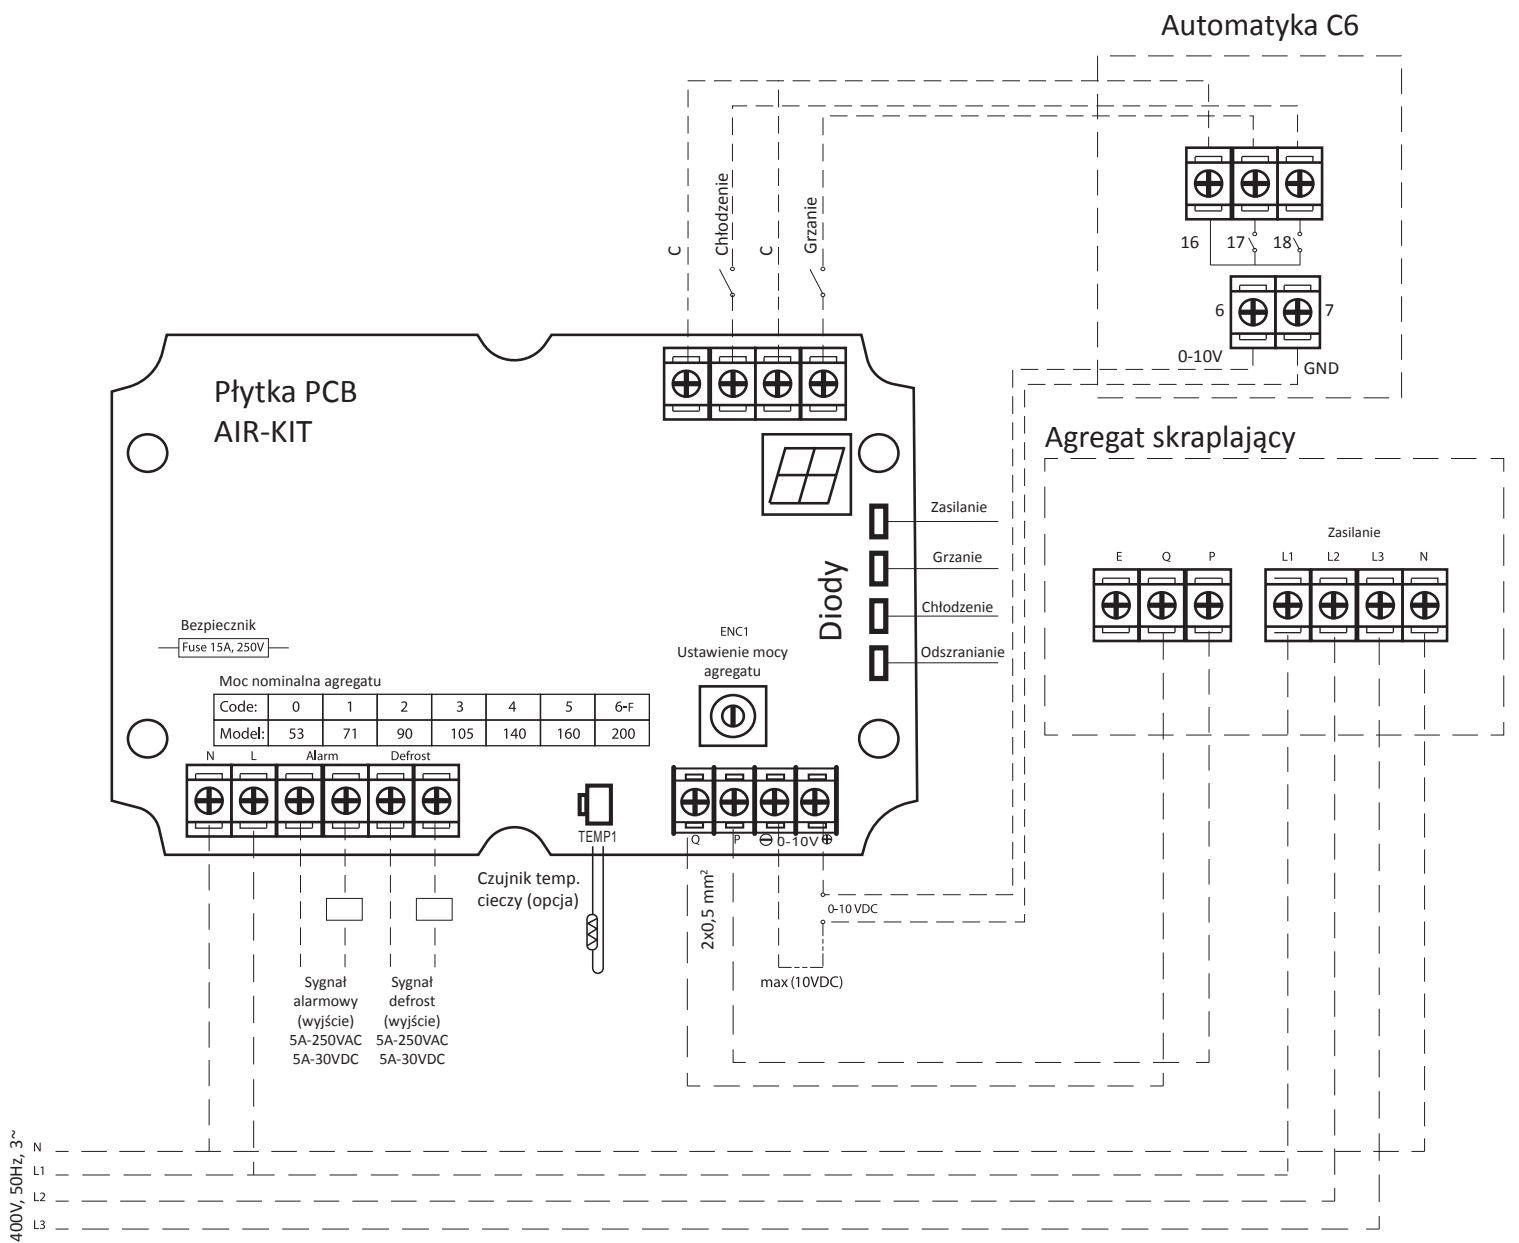 Automatyka C6
C
Chłodzenie
C
Grzanie
16
17
18
6
7
0-10V
GND
Płytka PCB
AIR-KIT
Agregat skraplający
Zasilanie
Grzanie
Chłodzenie
Odszranianie
Diody
Zasilanie
E
Q
P
L1
L2
L3
N
Bezpiecznik
Fuse 15A, 250V
ENC1
Ustawienie mocy
agregatu
Moc nominalna agregatu
Code: 0 1 2 3 4 5 6-F
Model: 53 71 90 105 140 160 200
N L Alarm Defrost
TEMP1
Q P ⊖ 0-10V ⊕
Czujnik temp.
cieczy (opcja)
2x0,5 mm²
0-10 VDC
max (10VDC)
Sygnał
alarmowy
(wyjście)
5A-250VAC
5A-30VDC
Sygnał
defrost
(wyjście)
5A-250VAC
5A-30VDC
400V, 50Hz, 3~
N
L1
L2
L3